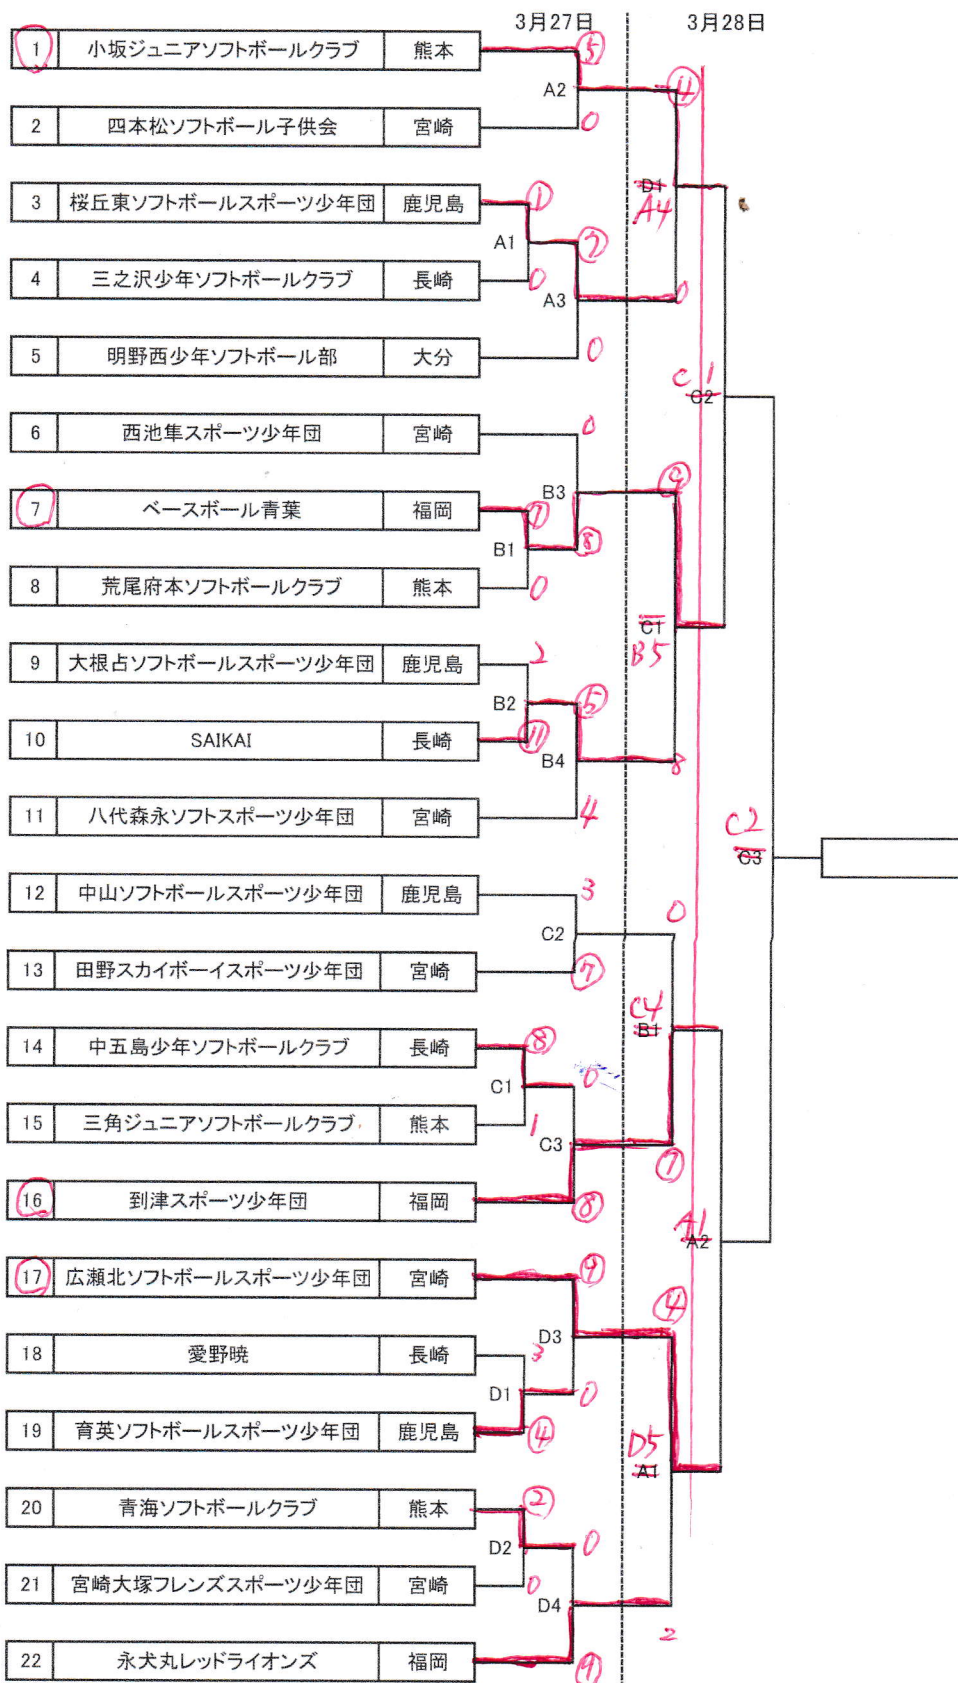 3月27日 3月28日
1 小坂ジュニアソフトボールクラブ 熊本 ⑤
A2 ④
2 四本松ソフトボール子供会 宮崎 0
D1
3 桜丘東ソフトボールスポーツ少年団 鹿児島 ① A4
A1 ②
4 三之沢少年ソフトボールクラブ 長崎 0 A3 0
5 明野西少年ソフトボール部 大分 0
C1
C2
6 西池隼スポーツ少年団 宮崎 0
B3 ⑨
7 ベースボール青葉 福岡 ⑦
B1 ⑧
8 荒尾府本ソフトボールクラブ 熊本 0
C1
9 大根占ソフトボールスポーツ少年団 鹿児島 2 B5
B2 ⑤
10 SAIKAI 長崎 ⑪ B4 8
11 八代森永ソフトスポーツ少年団 宮崎 4 C2
C3
12 中山ソフトボールスポーツ少年団 鹿児島 3 0
C2
13 田野スカイボーイスポーツ少年団 宮崎 ⑦
C4
B1
14 中五島少年ソフトボールクラブ 長崎 ⑧
C1 0
15 三角ジュニアソフトボールクラブ 熊本 1 C3 ⑦
16 到津スポーツ少年団 福岡 ⑧
A1
A2
17 広瀬北ソフトボールスポーツ少年団 宮崎 ⑨ ④
D3
18 愛野暁 長崎 3
D1 0
19 育英ソフトボールスポーツ少年団 鹿児島 ④ D5
A1
20 青海ソフトボールクラブ 熊本 ②
D2 0
21 宮崎大塚フレンズスポーツ少年団 宮崎 0 D4
2
22 永犬丸レッドライオンズ 福岡 ⑨